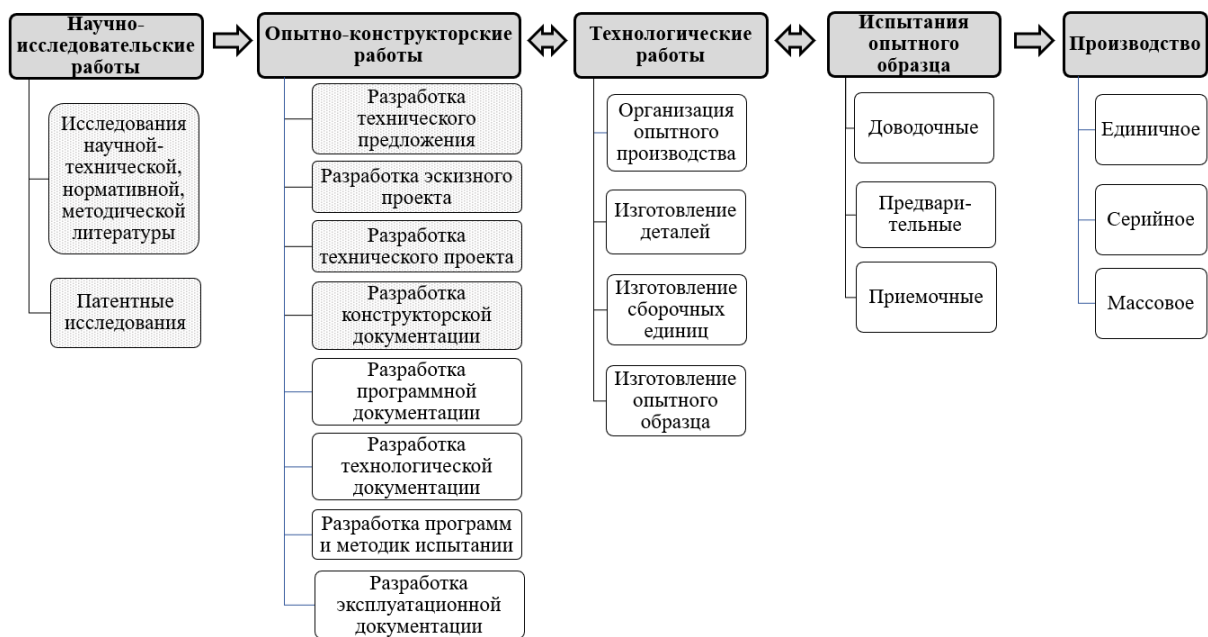 Научно-
исследовательские
работы
Исследования
научной-
технической,
нормативной,
методической
литературы
Патентные
исследования
Опытно-конструкторские
работы
Разработка
технического
предложения
Разработка эскизного
проекта
Разработка
технического проекта
Разработка
конструкторской
документации
Разработка
программной
документации
Разработка
технологической
документации
Разработка программ
и методик испытании
Разработка
эксплуатационной
документации
Технологические
работы
Организация
опытного
производства
Изготовление
деталей
Изготовление
сборочных
единиц
Изготовление
опытного
образца
Испытания
опытного
образца
Доводочные
Предвари-
тельные
Приемочные
Производство
Единичное
Серийное
Массовое